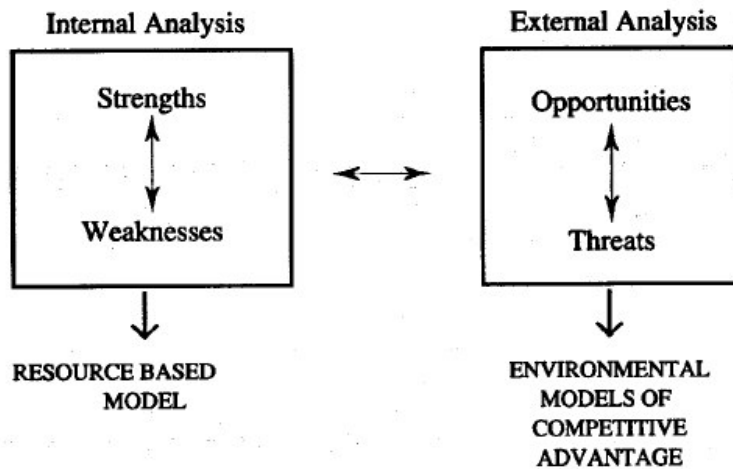 Internal Analysis
Strengths
Weaknesses
RESOURCE BASED
MODEL
External Analysis
Opportunities
Threats
ENVIRONMENTAL
MODELS OF
COMPETITIVE
ADVANTAGE